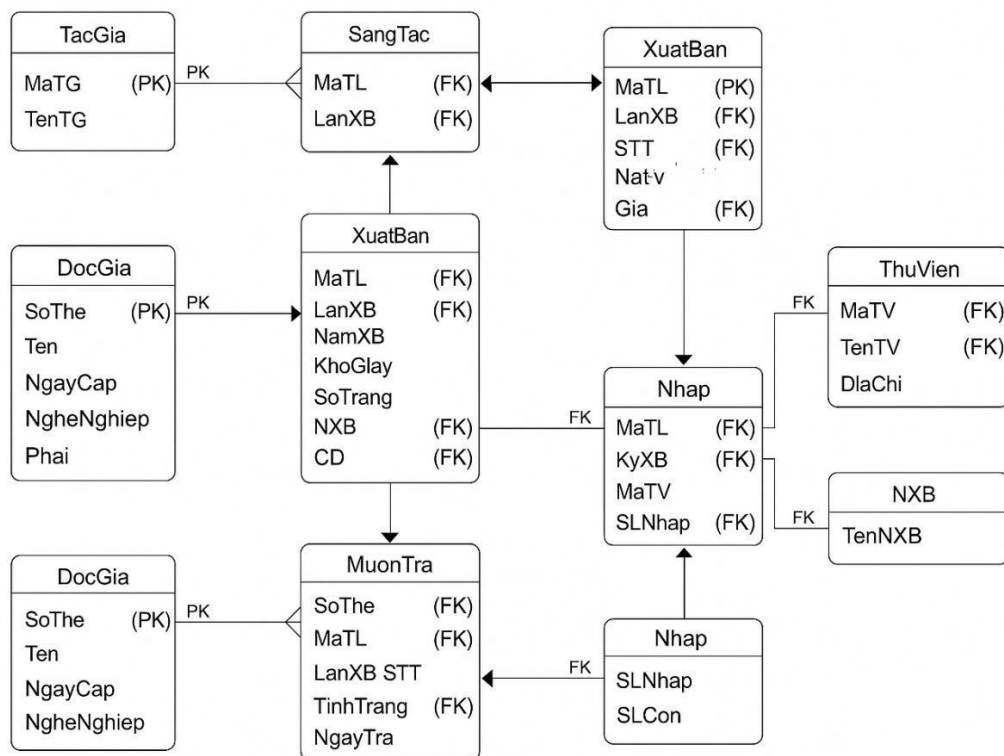 TacGia
MaTG (PK)
TenTG
PK
SangTac
MaTL (FK)
LanXB (FK)
XuatBan
MaTL (PK)
LanXB (FK)
STT (FK)
Gia (FK)
DocGia
SoThe (PK)
Ten
NgayCap
NgheNghiep
Phai
PK
XuatBan
MaTL (FK)
LanXB (FK)
NamXB
KhoGlay
SoTrang
NXB (FK)
CD (FK)
FK
Nhap
MaTL (FK)
KyXB (FK)
MaTV
SLNhap (FK)
FK
ThuVien
MaTV (FK)
TenTV (FK)
DlaChi
FK
NXB
TenNXB
DocGia
SoThe (PK)
Ten
NgayCap
NgheNghiep
PK
MuonTra
SoThe (FK)
MaTL (FK)
LanXB STT
TinhTrang (FK)
NgayTra
FK
Nhap
SLNhap
SLCon